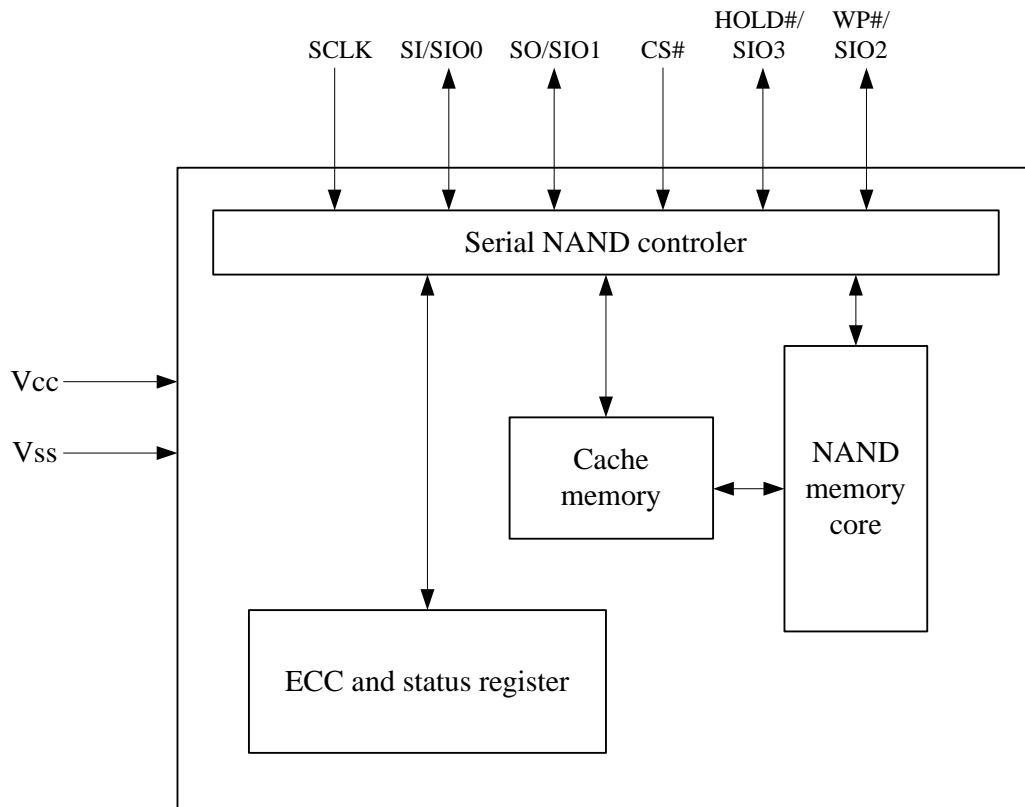 HOLD#/ WP#/
SCLK SI/SIO0 SO/SIO1 CS# SIO3 SIO2
Serial NAND controler
Vcc
Vss
Cache
memory
NAND
memory
core
ECC and status register